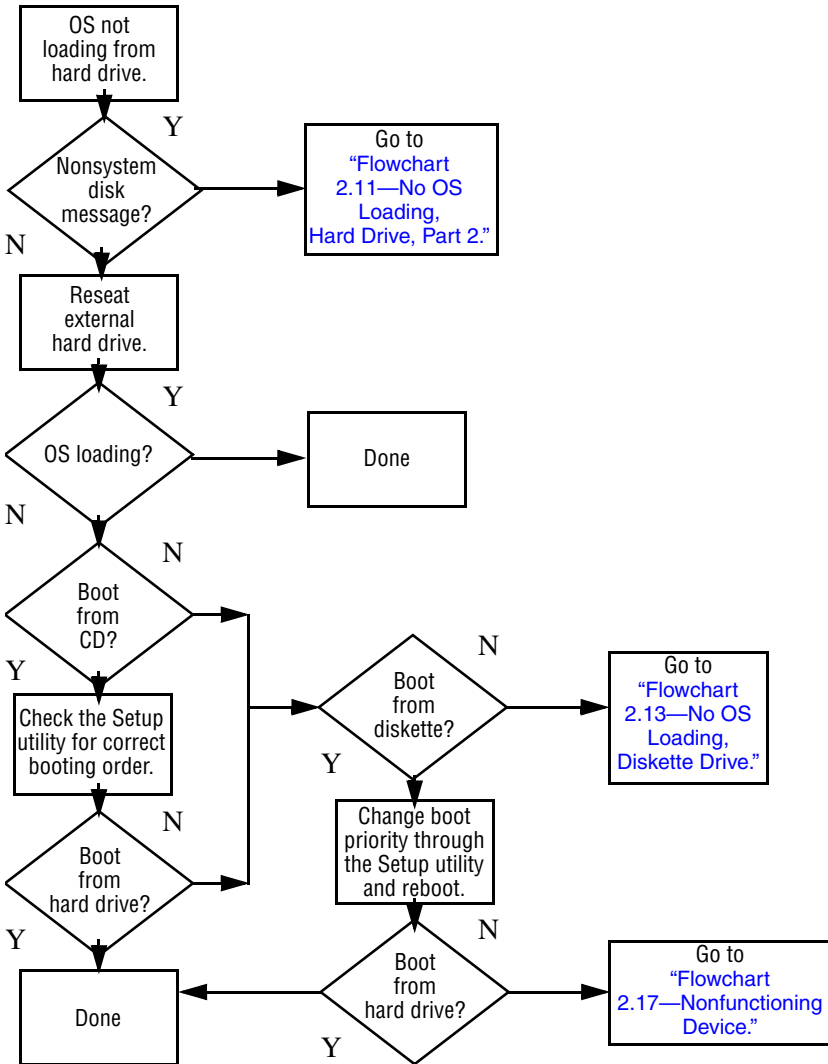 OS not
loading from
hard drive.
Y
Nonsystem
disk
message?
Go to
“Flowchart
2.11—No OS
Loading,
Hard Drive, Part 2.”
N
Reseat
external
hard drive.
Y
OS loading?
Done
N
N
Boot
from
CD?
Y
Check the Setup
utility for correct
booting order.
N
Boot
from
hard drive?
Y
Done
N
Boot
from
diskette?
Go to
“Flowchart
2.13—No OS
Loading,
Diskette Drive.”
Y
Change boot
priority through
the Setup utility
and reboot.
N
Boot
from
hard drive?
Y
Go to
“Flowchart
2.17—Nonfunctioning
Device.”